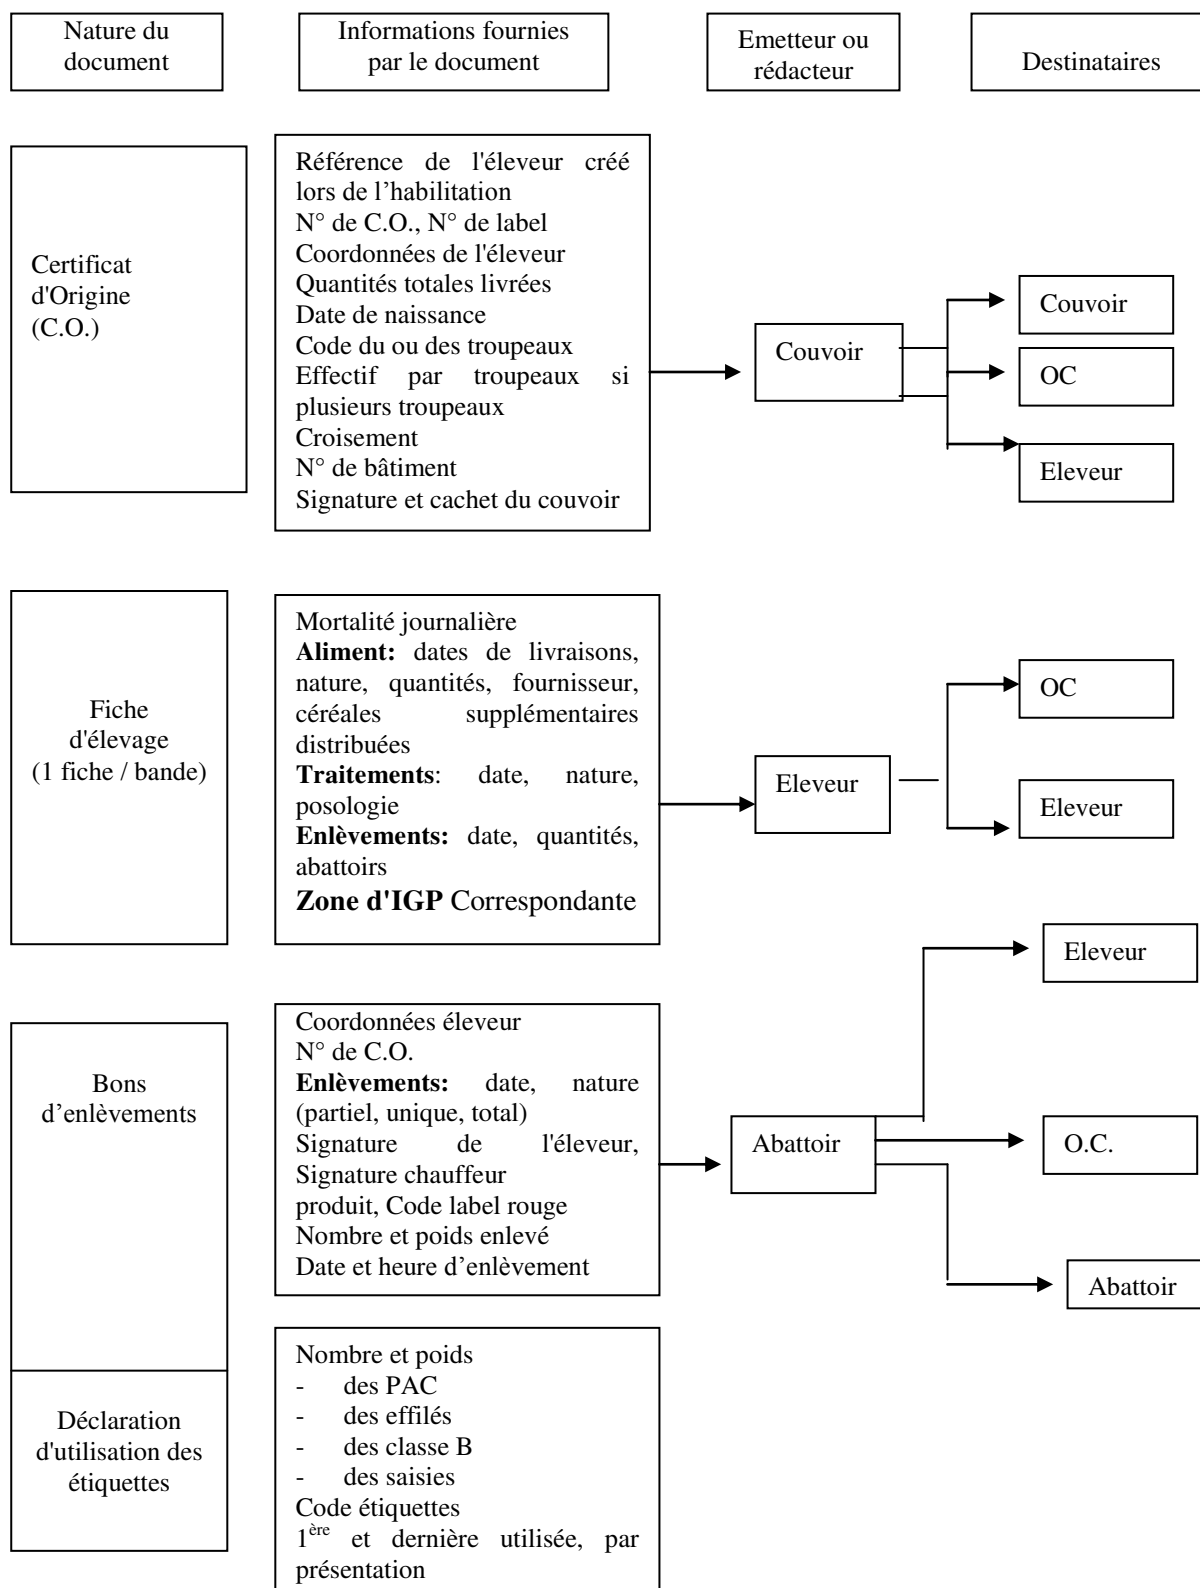 Nature du
document
Informations fournies
par le document
Emetteur ou
rédacteur
Destinataires
Certificat
d'Origine
(C.O.)
Référence de l'éleveur créé
lors de l’habilitation
N° de C.O., N° de label
Coordonnées de l'éleveur
Quantités totales livrées
Date de naissance
Code du ou des troupeaux
Effectif par troupeaux si
plusieurs troupeaux
Croisement
N° de bâtiment
Signature et cachet du couvoir
Couvoir
Couvoir
OC
Eleveur
Fiche
d'élevage
(1 fiche / bande)
Mortalité journalière
Aliment: dates de livraisons,
nature, quantités, fournisseur,
céréales supplémentaires
distribuées
Traitements: date, nature,
posologie
Enlèvements: date, quantités,
abattoirs
Zone d'IGP Correspondante
Eleveur
OC
Eleveur
Bons
d’enlèvements
Coordonnées éleveur
N° de C.O.
Enlèvements: date, nature
(partiel, unique, total)
Signature de l'éleveur,
Signature chauffeur
produit, Code label rouge
Nombre et poids enlevé
Date et heure d’enlèvement
Abattoir
Eleveur
O.C.
Abattoir
Déclaration
d'utilisation des
étiquettes
Nombre et poids
- des PAC
- des effilés
- des classe B
- des saisies
Code étiquettes
1ère et dernière utilisée, par
présentation